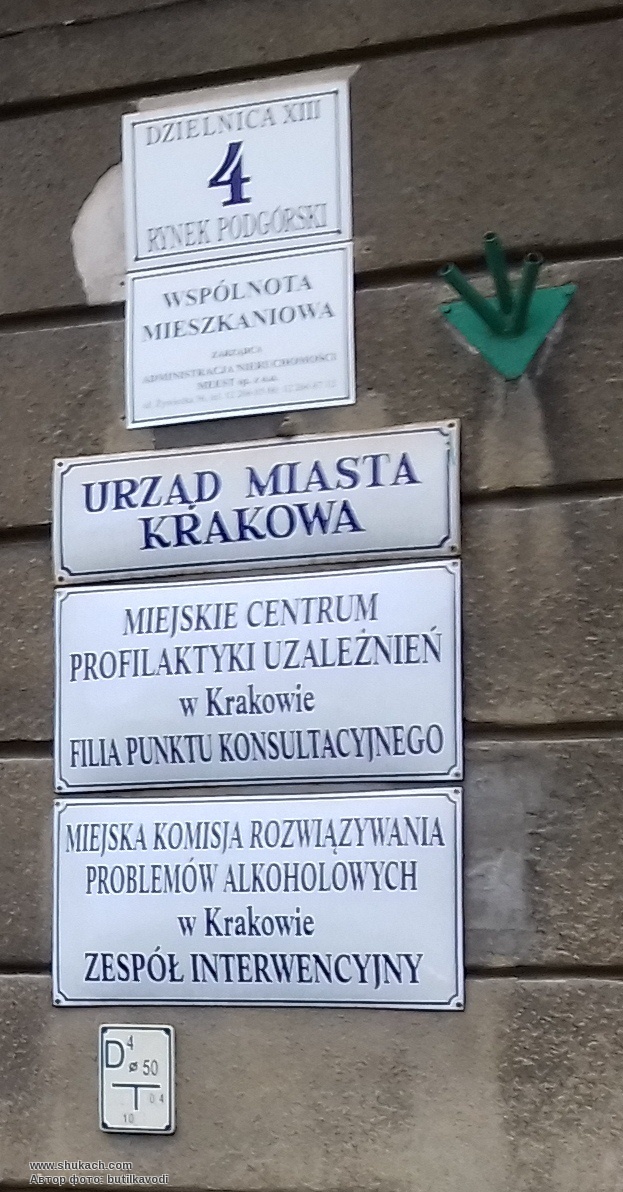 DZIELNICA XIII
4
RYNEK PODGÓRSKI
WSPÓLNOTA
MIESZKANIOWA
ZARZĄDCA
ADMINISTRACJA NIERUCHOMOŚCI
sp. z o.o.
URZĄD MIASTA
KRAKOWA
MIEJSKIE CENTRUM
PROFILAKTYKI UZALEŻNIEŃ
w Krakowie
FILIA PUNKTU KONSULTACYJNEGO
MIEJSKA KOMISJA ROZWIĄZYWANIA
PROBLEMÓW ALKOHOLOWYCH
w Krakowie
ZESPÓŁ INTERWENCYJNY
D 4
ø 50
T 0 4
10
www.shukach.com
Автор фото: butilkavodi